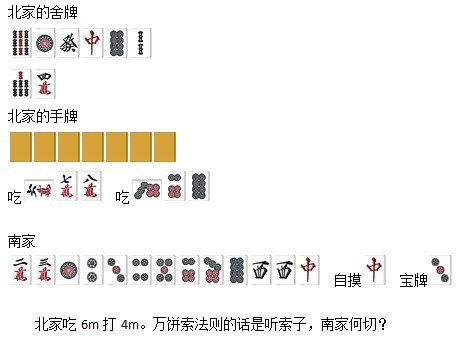 北家的舍牌
發 中
四萬
北家的手牌
吃 六萬 七萬 八萬 吃
南家
二萬 三萬 西 西 中 自摸 中 宝牌
北家吃 6m 打 4m。万饼索法则的话是听索子，南家何切？